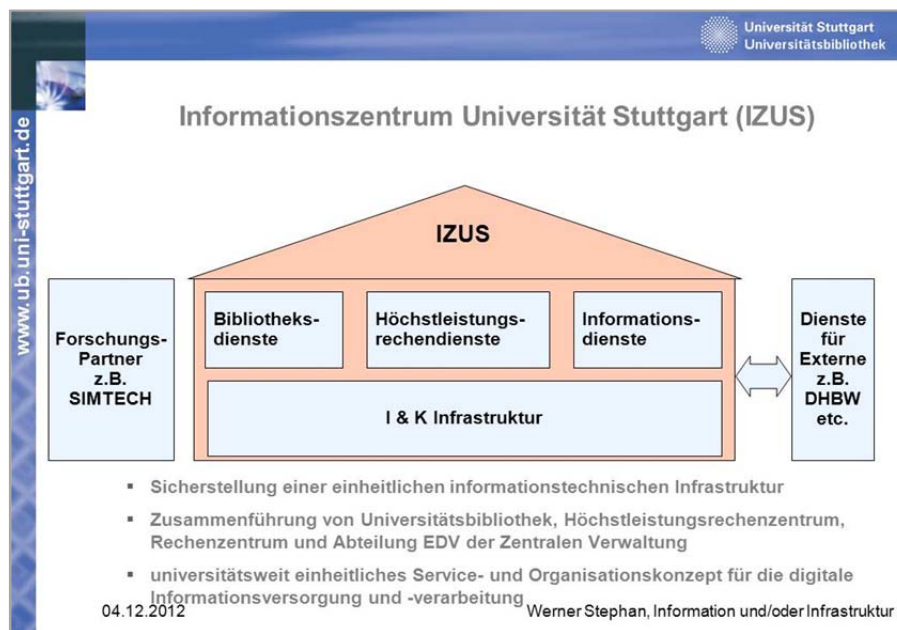 Universität Stuttgart
Universitätsbibliothek
www.ub.uni-stuttgart.de
Informationszentrum Universität Stuttgart (IZUS)
IZUS
Forschungs-
Partner
z.B.
SIMTECH
Bibliotheks-
dienste
Höchstleistungs-
rechendienste
Informations-
dienste
I & K Infrastruktur
Dienste
für
Externe
z.B.
DHBW
etc.
▪ Sicherstellung einer einheitlichen informationstechnischen Infrastruktur
▪ Zusammenführung von Universitätsbibliothek, Höchstleistungsrechenzentrum,
Rechenzentrum und Abteilung EDV der Zentralen Verwaltung
▪ universitätsweit einheitliches Service- und Organisationskonzept für die digitale
Informationsversorgung und -verarbeitung
04.12.2012
Werner Stephan, Information und/oder Infrastruktur